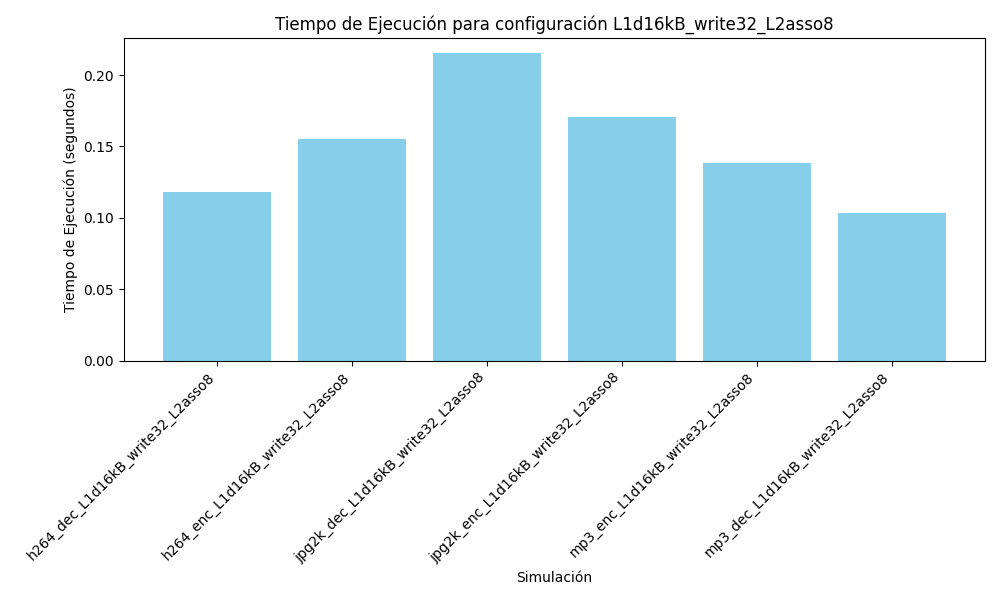 Tiempo de Ejecución para configuración L1d16kB_write32_L2asso8
Tiempo de Ejecución (segundos)
0.20
0.15
0.10
0.05
0.00
h264_dec_L1d16kB_write32_L2asso8
h264_enc_L1d16kB_write32_L2asso8
jpg2k_dec_L1d16kB_write32_L2asso8
jpg2k_enc_L1d16kB_write32_L2asso8
mp3_enc_L1d16kB_write32_L2asso8
mp3_dec_L1d16kB_write32_L2asso8
Simulación